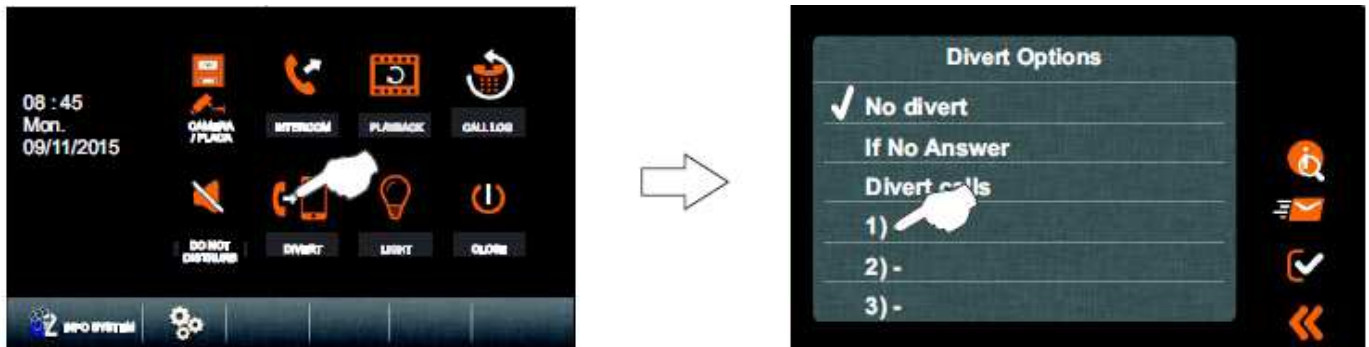 08 : 45
Mon.
09/11/2015
CAMERA
/ PLACA
INTERCOM
PLAYBACK
CALL LOG
DO NOT
DISTRURB
DIVERT
LIGHT
CLOSE
INFO SYSTEM
Divert Options
No divert
If No Answer
Divert calls
1)
2) -
3) -